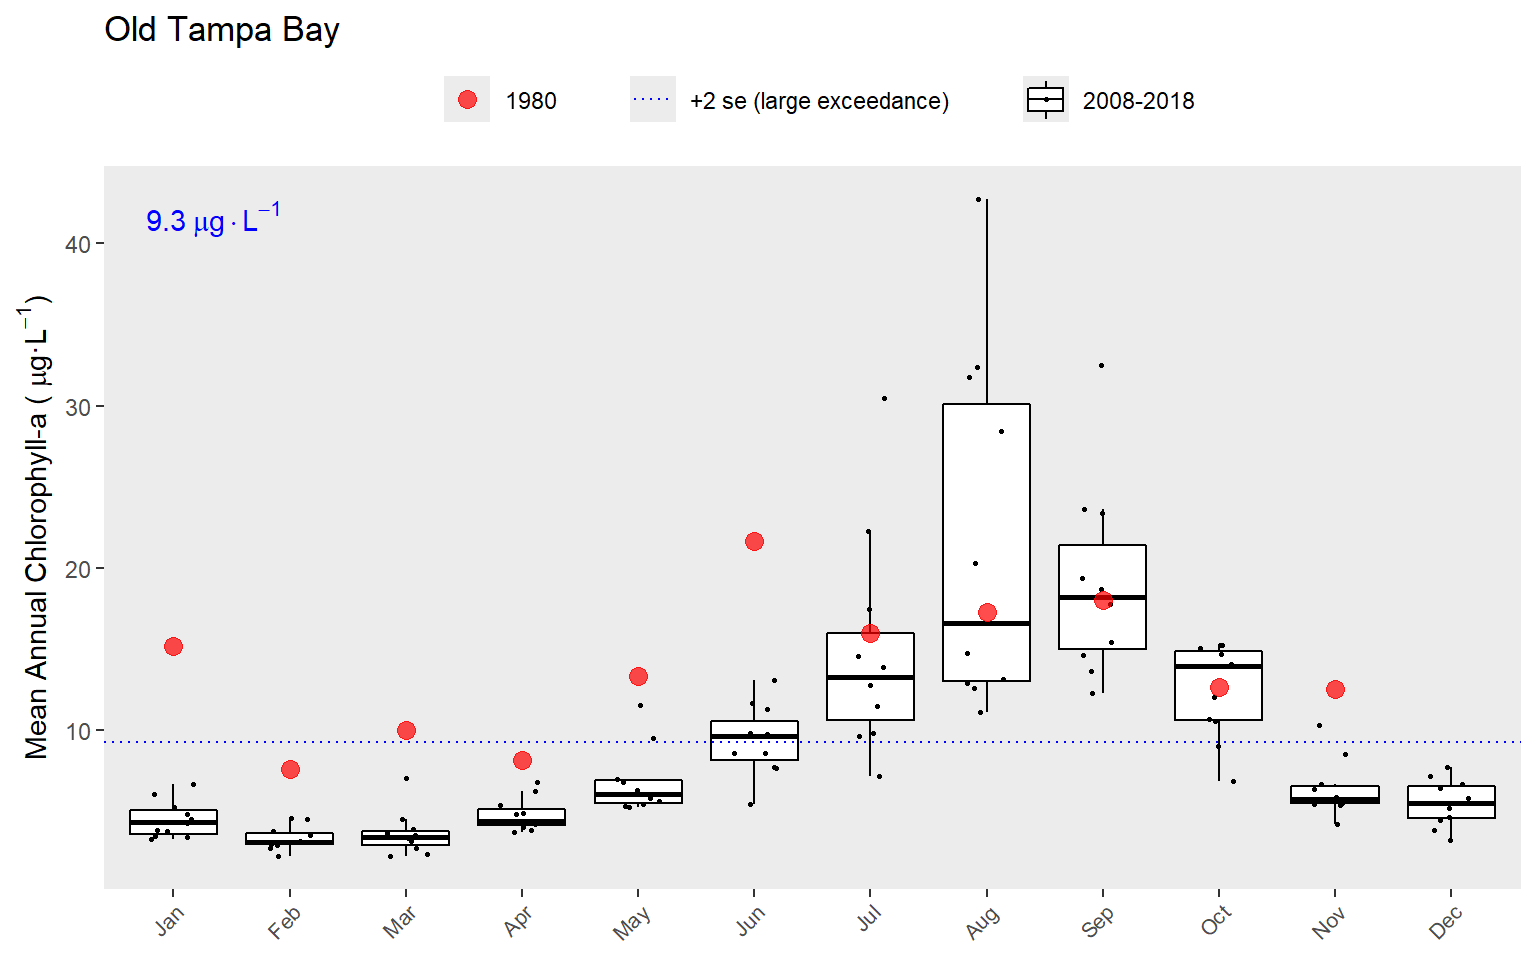 Old Tampa Bay
1980
+2 se (large exceedance)
2008-2018
9.3 μg · L⁻¹
Mean Annual Chlorophyll-a ( μg·L⁻¹)
40
30
20
10
Jan
Feb
Mar
Apr
May
Jun
Jul
Aug
Sep
Oct
Nov
Dec